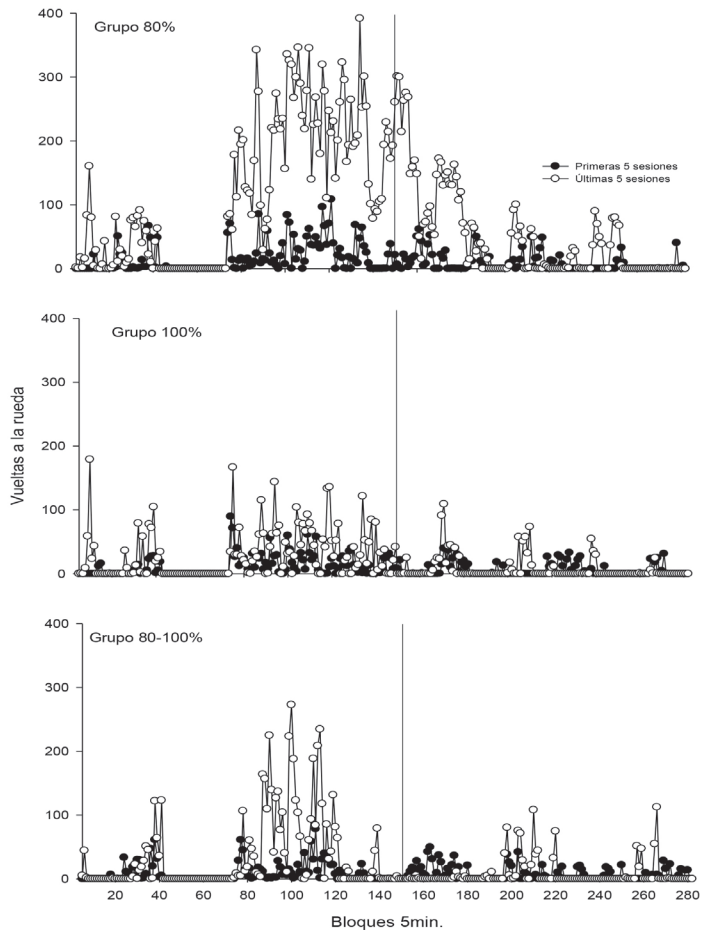 400
Grupo 80%
300
200
Primeras 5 sesiones
Últimas 5 sesiones
100
0
400
Grupo 100%
300
200
100
0
Vueltas a la rueda
400
Grupo 80-100%
300
200
100
0
20 40 60 80 100 120 140 160 180 200 220 240 260 280
Bloques 5min.